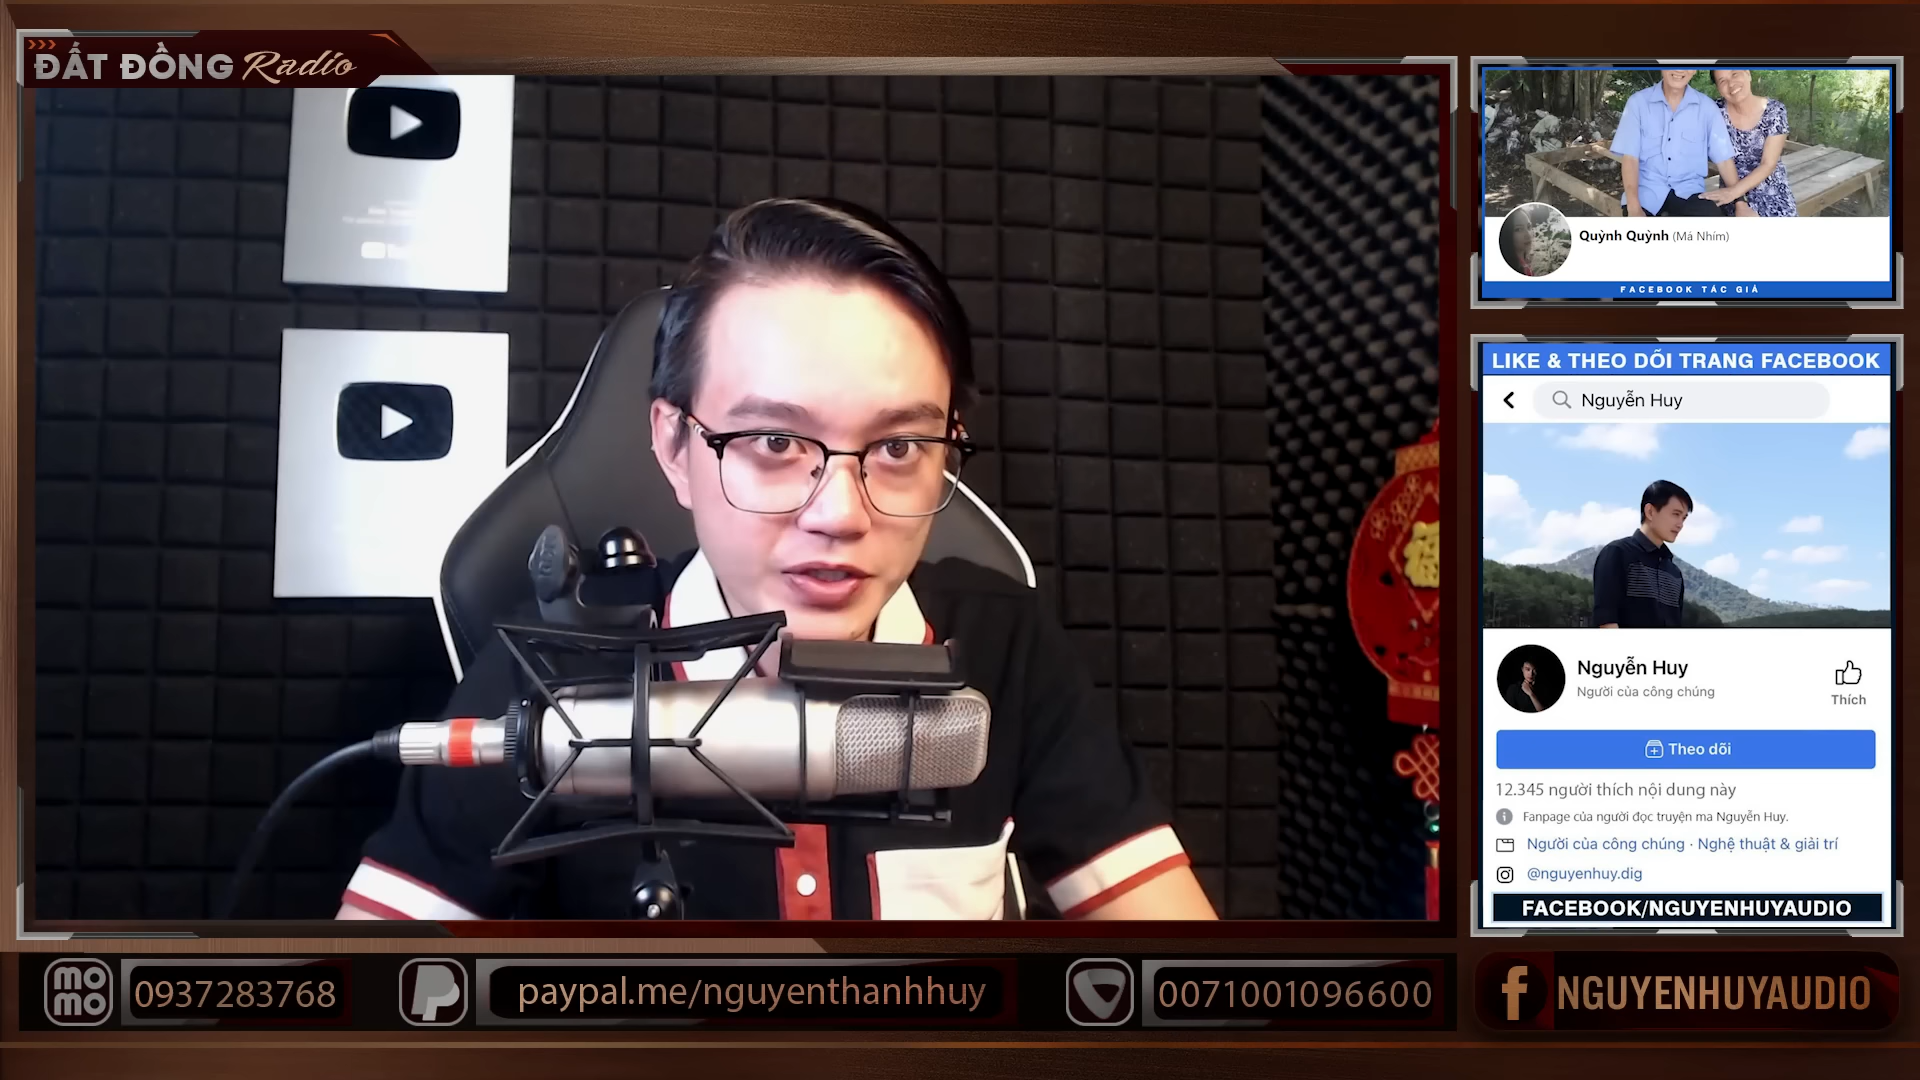 ĐẤT ĐỒNG Radio
Quỳnh Quỳnh (Má Nhím)
FACEBOOK TÁC GIẢ
LIKE & THEO DÕI TRANG FACEBOOK
Nguyễn Huy
Nguyễn Huy
Người của công chúng
Thích
Theo dõi
12.345 người thích nội dung này
Fanpage của người đọc truyện ma Nguyễn Huy.
Người của công chúng · Nghệ thuật & giải trí
@nguyenhuy.dig
FACEBOOK/NGUYENHUYAUDIO
mo
mo
0937283768
paypal.me/nguyenthanhhuy
0071001096600
NGUYENHUYAUDIO